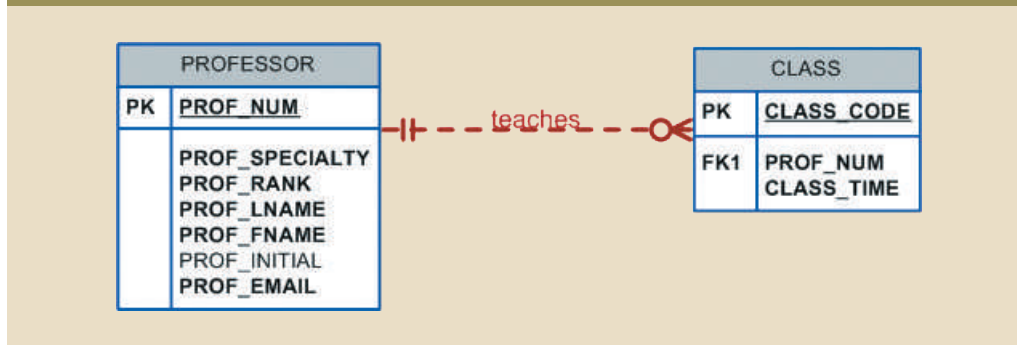 PROFESSOR
PK PROF_NUM
PROF_SPECIALTY
PROF_RANK
PROF_LNAME
PROF_FNAME
PROF_INITIAL
PROF_EMAIL
teaches
CLASS
PK CLASS_CODE
FK1 PROF_NUM
CLASS_TIME